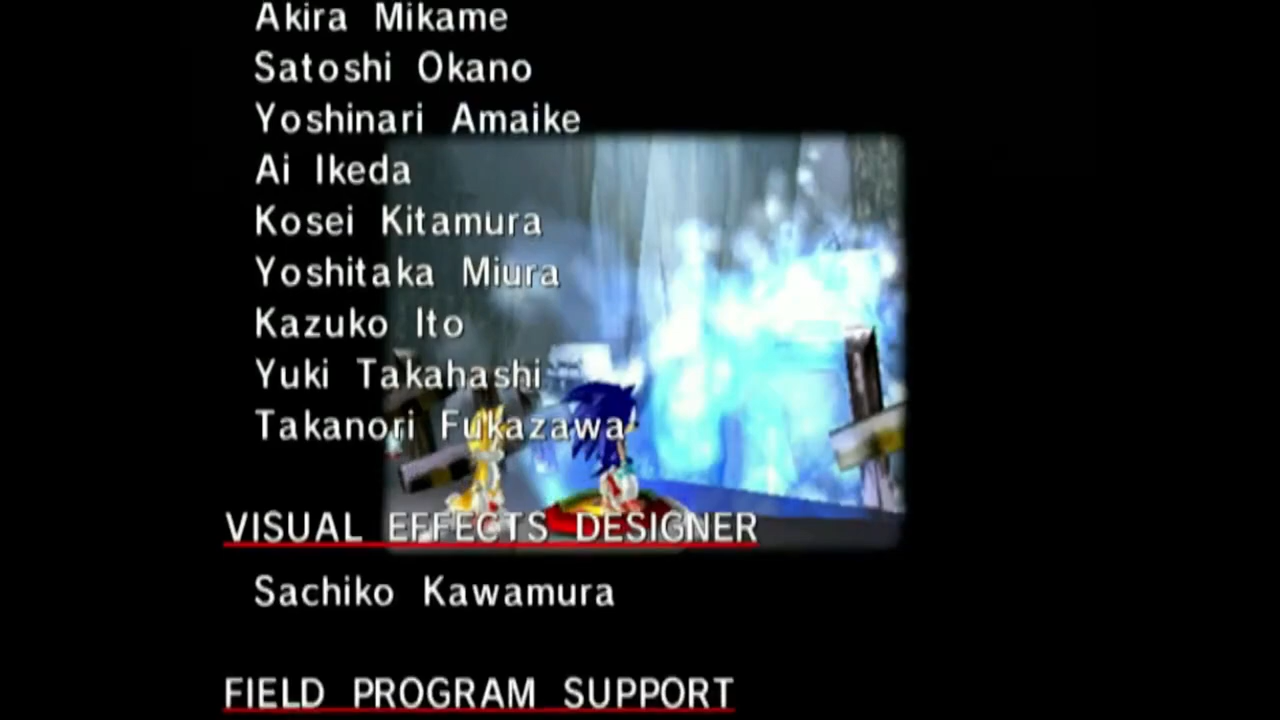 Akira Mikame
Satoshi Okano
Yoshinari Amaike
Ai Ikeda
Kosei Kitamura
Yoshitaka Miura
Kazuko Ito
Yuki Takahashi
Takanori Fukazawa
VISUAL EFFECTS DESIGNER
Sachiko Kawamura
FIELD PROGRAM SUPPORT